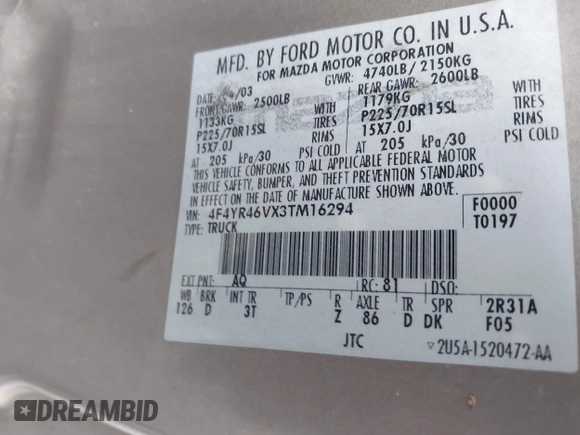 MFD. BY FORD MOTOR CO. IN U.S.A.
FOR MAZDA MOTOR CORPORATION
GVWR: 4740LB/ 2150KG
DATE: /03
FRONT GAWR: 2500LB
REAR GAWR: 2600LB
1133KG
1179KG
P225/70R15SL TIRES
P225/70R15SL TIRES
15X7.0J RIMS
15X7.0J RIMS
AT 205 kPa/30 PSI COLD
AT 205 kPa/30 PSI COLD
THIS VEHICLE CONFORMS TO ALL APPLICABLE FEDERAL MOTOR
VEHICLE SAFETY, BUMPER, AND THEFT PREVENTION STANDARDS
IN EFFECT ON THE DATE OF MANUFACTURE SHOWN ABOVE.
VIN: 4F4YR46VX3TM16294
F0000
TYPE: TRUCK
T0197
EXT PNT: AQ RC: 81 DSO:
WB BRK INT TR TP/PS R AXLE TR SPR 2R31A
126 D 3T Z 86 D DK F05
JTC
▽2U5A-1520472-AA
DREAMBID